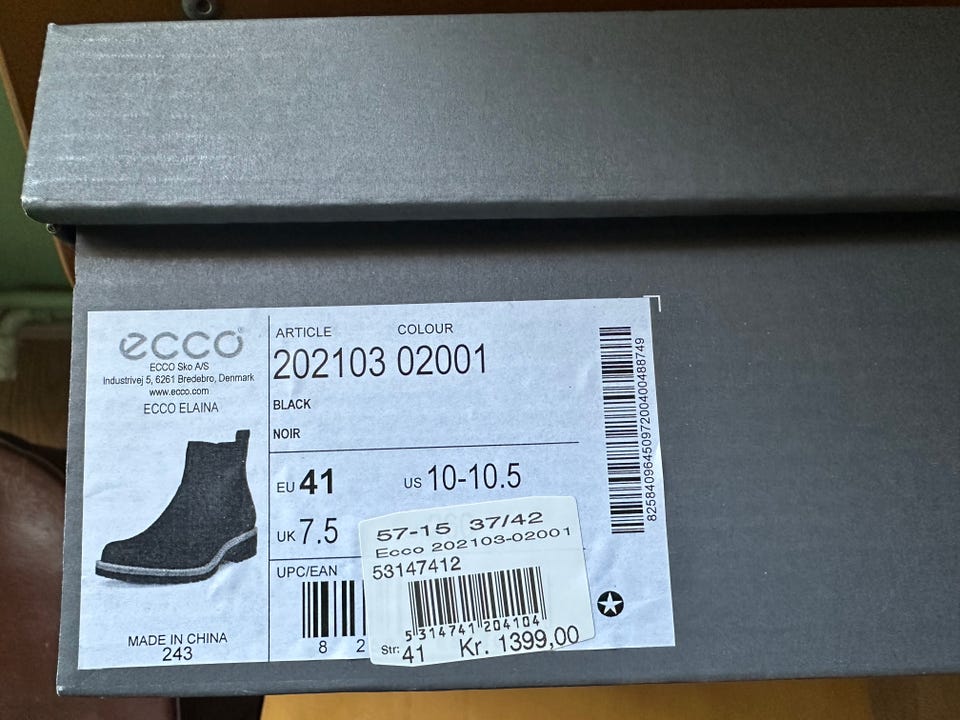 ecco®
ECCO Sko A/S
Industrivej 5, 6261 Bredebro, Denmark
www.ecco.com
ECCO ELAINA
MADE IN CHINA
243
ARTICLE COLOUR
202103 02001
BLACK
NOIR
EU 41 US 10-10.5
UK 7.5
UPC/EAN
8 2
57-15 37/42
Ecco 202103-02001
53147412
5 314741 204104
Str: 41 Kr. 1399,00
8258409645097200400488749